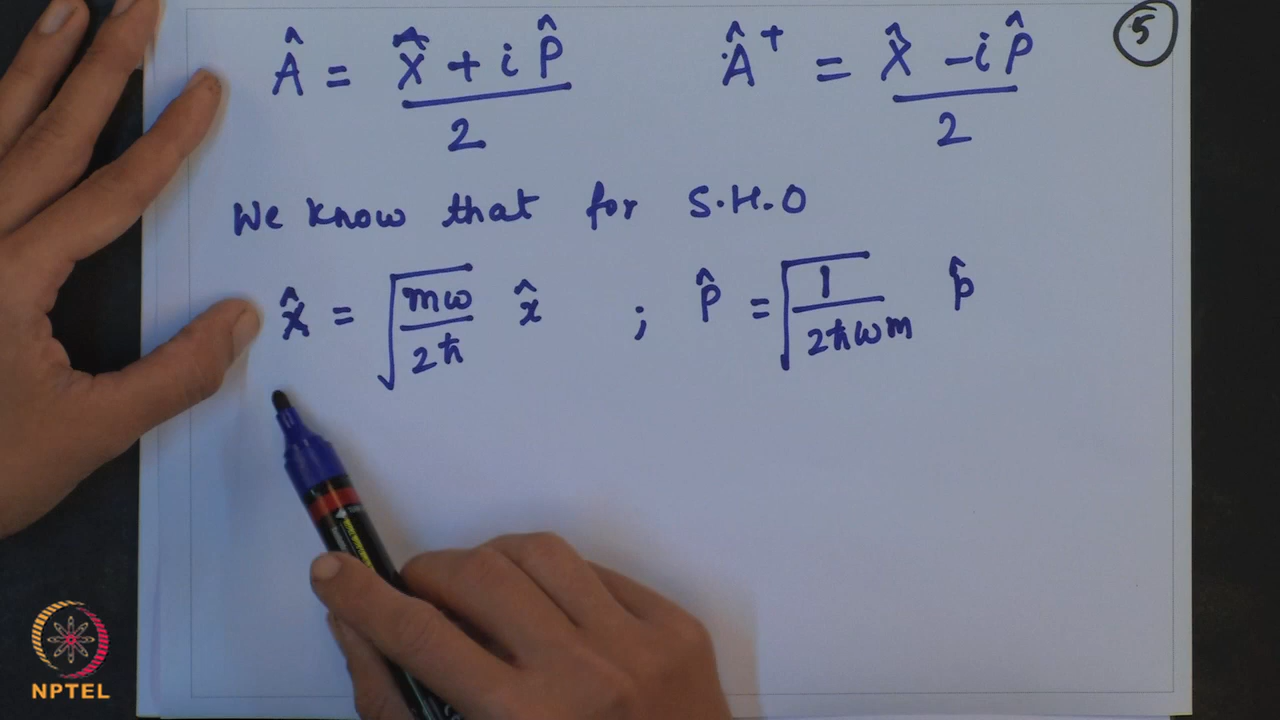 Â = X̂ + i P̂ / 2    Â⁺ = X̂ - i P̂ / 2    5
We know that for S.H.O
X̂ = √(mω / 2ħ) x̂ ; P̂ = √(1 / 2ħωm) p̂
NPTEL